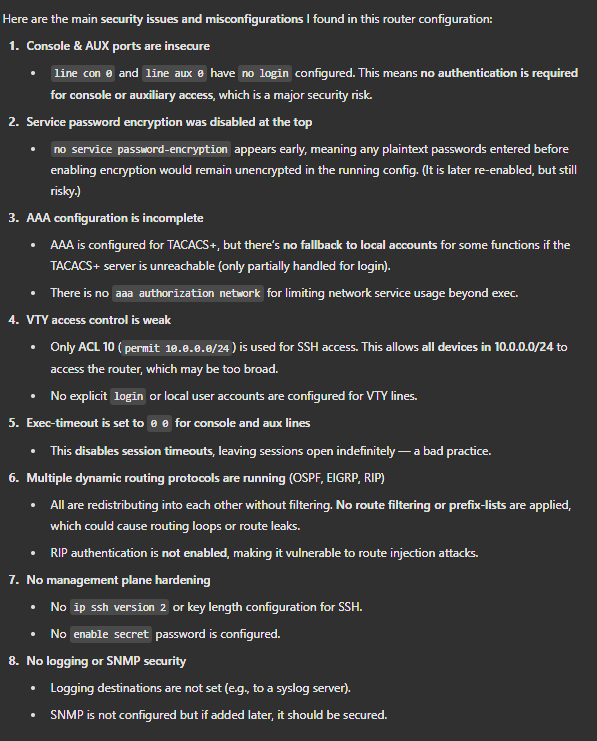 Here are the main security issues and misconfigurations I found in this router configuration:
1. Console & AUX ports are insecure
• line con 0 and line aux 0 have no login configured. This means no authentication is required
for console or auxiliary access, which is a major security risk.
2. Service password encryption was disabled at the top
• no service password-encryption appears early, meaning any plaintext passwords entered before
enabling encryption would remain unencrypted in the running config. (It is later re-enabled, but still
risky.)
3. AAA configuration is incomplete
• AAA is configured for TACACS+, but there's no fallback to local accounts for some functions if the
TACACS+ server is unreachable (only partially handled for login).
• There is no aaa authorization network for limiting network service usage beyond exec.
4. VTY access control is weak
• Only ACL 10 (permit 10.0.0.0/24) is used for SSH access. This allows all devices in 10.0.0.0/24 to
access the router, which may be too broad.
• No explicit login or local user accounts are configured for VTY lines.
5. Exec-timeout is set to 0 0 for console and aux lines
• This disables session timeouts, leaving sessions open indefinitely — a bad practice.
6. Multiple dynamic routing protocols are running (OSPF, EIGRP, RIP)
• All are redistributing into each other without filtering. No route filtering or prefix-lists are applied,
which could cause routing loops or route leaks.
• RIP authentication is not enabled, making it vulnerable to route injection attacks.
7. No management plane hardening
• No ip ssh version 2 or key length configuration for SSH.
• No enable secret password is configured.
8. No logging or SNMP security
• Logging destinations are not set (e.g., to a syslog server).
• SNMP is not configured but if added later, it should be secured.